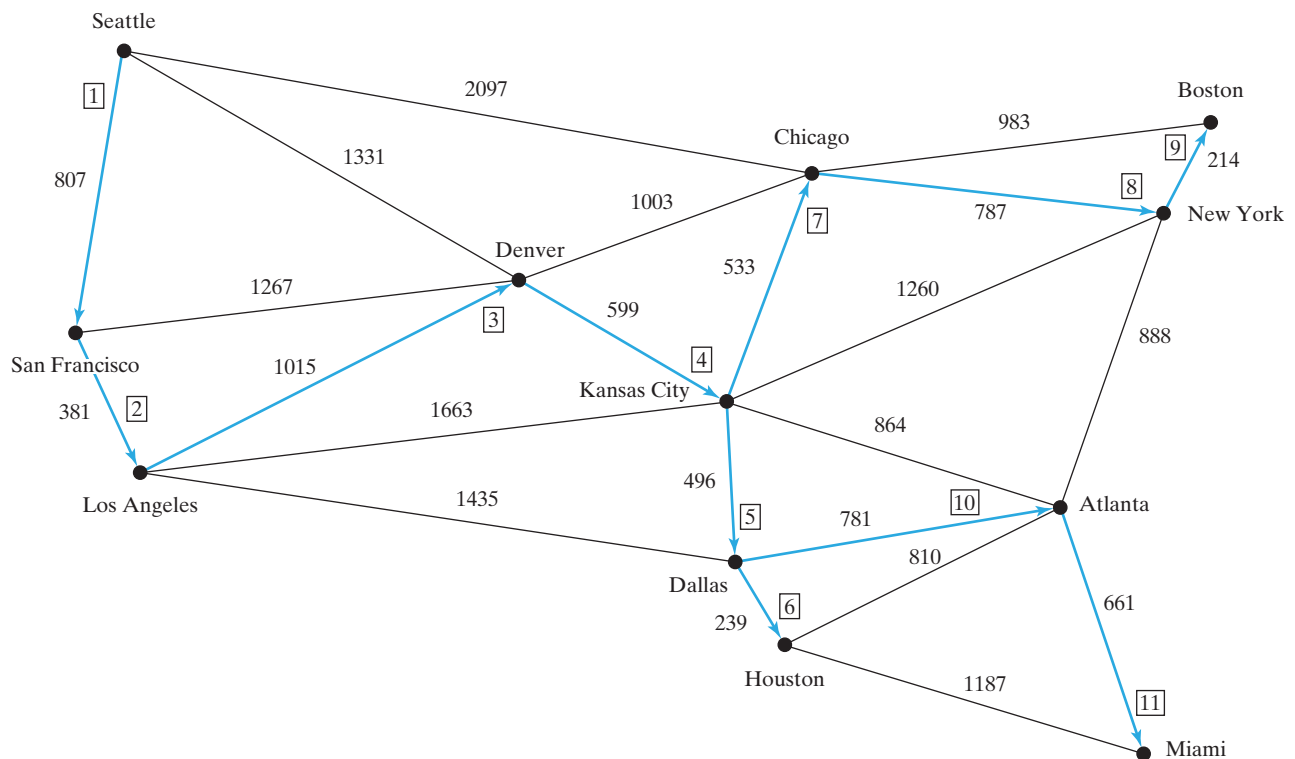 Seattle
1
2097
Boston
983
Chicago
9
214
1331
807
8
1003
787
New York
7
Denver
533
1267
599
1260
3
888
San Francisco
1015
4
Kansas City
381
2
1663
864
496
Los Angeles
1435
10
Atlanta
5
781
810
Dallas
6
661
239
Houston
1187
11
Miami